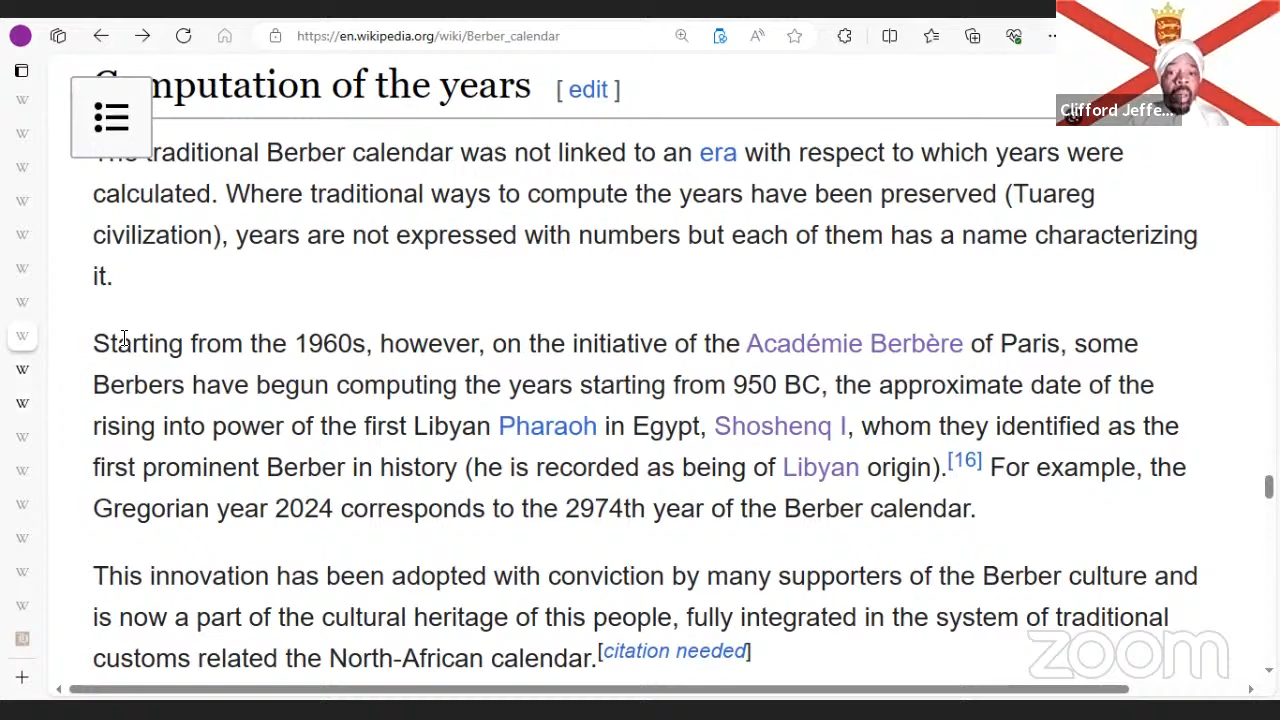 https://en.wikipedia.org/wiki/Berber_calendar
Clifford Jeffe...
Computation of the years [ edit ]
The traditional Berber calendar was not linked to an era with respect to which years were
calculated. Where traditional ways to compute the years have been preserved (Tuareg
civilization), years are not expressed with numbers but each of them has a name characterizing
it.
Starting from the 1960s, however, on the initiative of the Académie Berbère of Paris, some
Berbers have begun computing the years starting from 950 BC, the approximate date of the
rising into power of the first Libyan Pharaoh in Egypt, Shoshenq I, whom they identified as the
first prominent Berber in history (he is recorded as being of Libyan origin).[16] For example, the
Gregorian year 2024 corresponds to the 2974th year of the Berber calendar.
This innovation has been adopted with conviction by many supporters of the Berber culture and
is now a part of the cultural heritage of this people, fully integrated in the system of traditional
customs related the North-African calendar.[citation needed]
zoom